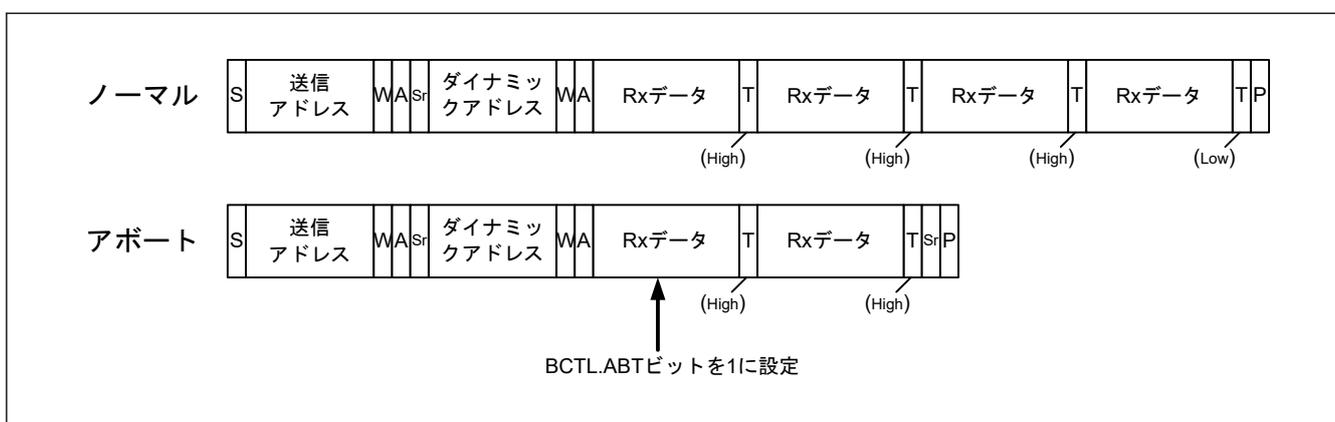 ノーマル
S 送信 W A Sr ダイナミッ W A Rxデータ T Rxデータ T Rxデータ T Rxデータ T P
アドレス クアドレス
(High) (High) (High) (Low)
アボート
S 送信 W A Sr ダイナミッ W A Rxデータ T Rxデータ T Sr P
アドレス クアドレス
(High) (High)
BCTL.ABTビットを1に設定